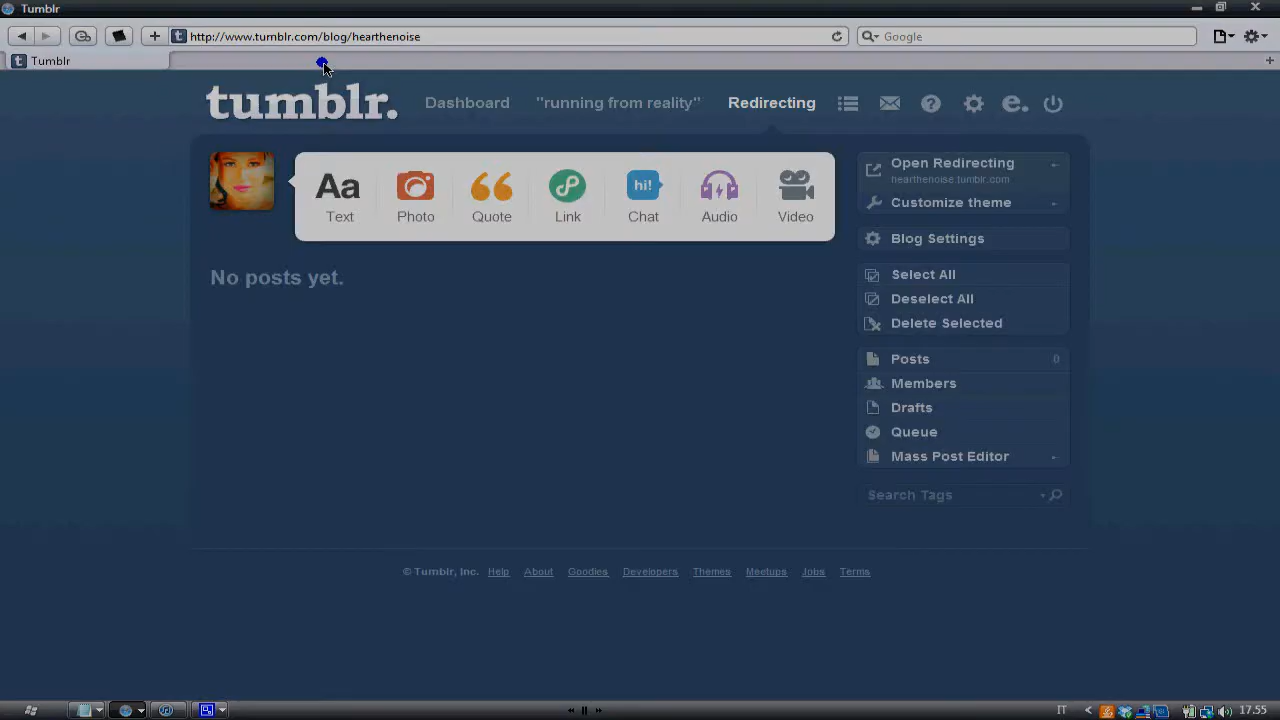 Tumblr
http://www.tumblr.com/blog/hearthenoise
Google
Tumblr
tumblr.
Dashboard
"running from reality"
Redirecting
Aa
hi!
Text
Photo
Quote
Link
Chat
Audio
Video
Open Redirecting
hearthenoise.tumblr.com
Customize theme
Blog Settings
No posts yet.
Select All
Deselect All
Delete Selected
Posts 0
Members
Drafts
Queue
Mass Post Editor
Search Tags
© Tumblr, Inc. Help About Goodies Developers Themes Meetups Jobs Terms
IT
17.55